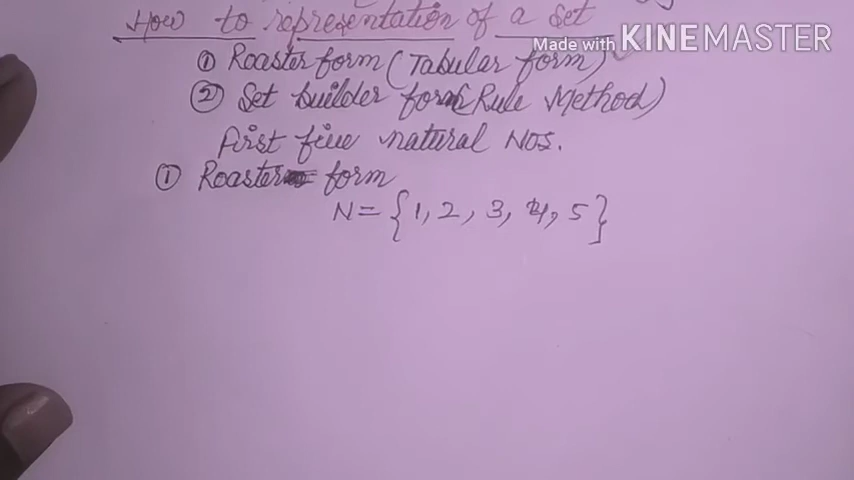 How to representation of a set
Made with KINEMASTER
① Roaster form (Tabular form)
② Set builder form (Rule Method)
First five natural Nos.
① Roaster form
N = {1, 2, 3, 4, 5}